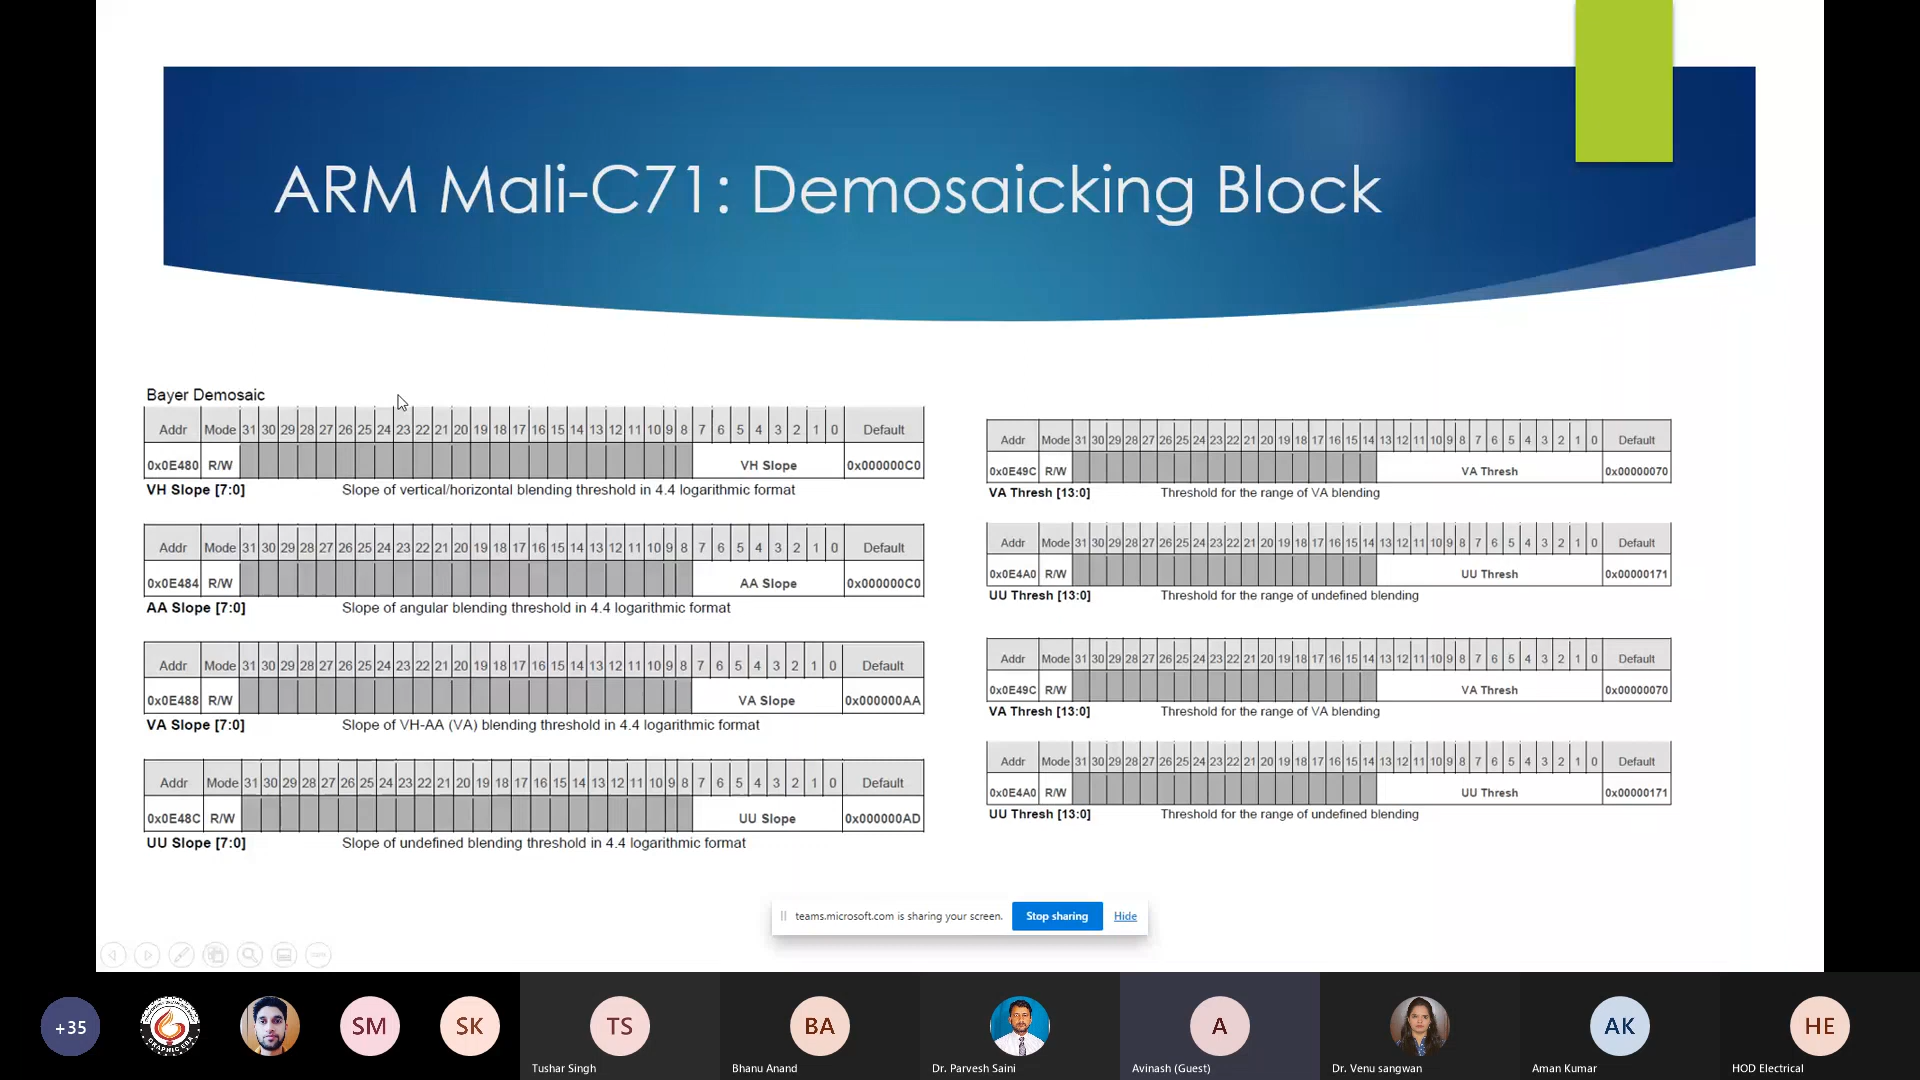 ARM Mali-C71: Demosaicking Block
Bayer Demosaic
Addr Mode 31 30 29 28 27 26 25 24 23 22 21 20 19 18 17 16 15 14 13 12 11 10 9 8 7 6 5 4 3 2 1 0 Default
0x0E480 R/W VH Slope 0x000000C0
VH Slope [7:0] Slope of vertical/horizontal blending threshold in 4.4 logarithmic format
Addr Mode 31 30 29 28 27 26 25 24 23 22 21 20 19 18 17 16 15 14 13 12 11 10 9 8 7 6 5 4 3 2 1 0 Default
0x0E484 R/W AA Slope 0x000000C0
AA Slope [7:0] Slope of angular blending threshold in 4.4 logarithmic format
Addr Mode 31 30 29 28 27 26 25 24 23 22 21 20 19 18 17 16 15 14 13 12 11 10 9 8 7 6 5 4 3 2 1 0 Default
0x0E488 R/W VA Slope 0x000000AA
VA Slope [7:0] Slope of VH-AA (VA) blending threshold in 4.4 logarithmic format
Addr Mode 31 30 29 28 27 26 25 24 23 22 21 20 19 18 17 16 15 14 13 12 11 10 9 8 7 6 5 4 3 2 1 0 Default
0x0E48C R/W UU Slope 0x000000AD
UU Slope [7:0] Slope of undefined blending threshold in 4.4 logarithmic format
Addr Mode 31 30 29 28 27 26 25 24 23 22 21 20 19 18 17 16 15 14 13 12 11 10 9 8 7 6 5 4 3 2 1 0 Default
0x0E49C R/W VA Thresh 0x00000070
VA Thresh [13:0] Threshold for the range of VA blending
Addr Mode 31 30 29 28 27 26 25 24 23 22 21 20 19 18 17 16 15 14 13 12 11 10 9 8 7 6 5 4 3 2 1 0 Default
0x0E4A0 R/W UU Thresh 0x00000171
UU Thresh [13:0] Threshold for the range of undefined blending
Addr Mode 31 30 29 28 27 26 25 24 23 22 21 20 19 18 17 16 15 14 13 12 11 10 9 8 7 6 5 4 3 2 1 0 Default
0x0E49C R/W VA Thresh 0x00000070
VA Thresh [13:0] Threshold for the range of VA blending
Addr Mode 31 30 29 28 27 26 25 24 23 22 21 20 19 18 17 16 15 14 13 12 11 10 9 8 7 6 5 4 3 2 1 0 Default
0x0E4A0 R/W UU Thresh 0x00000171
UU Thresh [13:0] Threshold for the range of undefined blending
teams.microsoft.com is sharing your screen. Stop sharing Hide
+35 SM SK TS BA A AK HE
GRAPHIC ERA
Tushar Singh Bhanu Anand Dr. Parvesh Saini Avinash (Guest) Dr. Venu sangwan Aman Kumar HOD Electrical